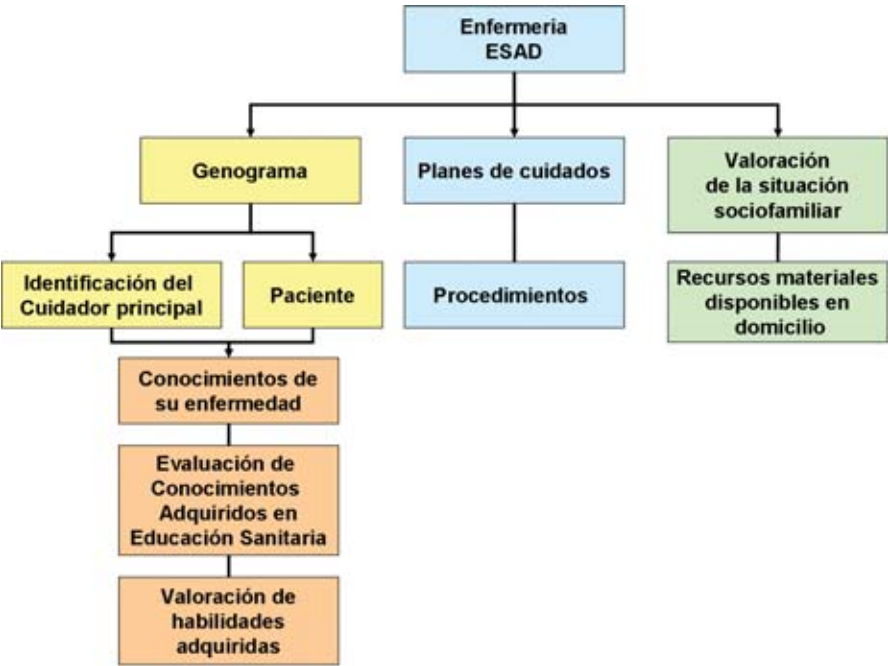 Enfermeria
ESAD
Genograma
Planes de cuidados
Valoración
de la situación
sociofamiliar
Identificación del
Cuidador principal
Paciente
Procedimientos
Recursos materiales
disponibles en
domicilio
Conocimientos de
su enfermedad
Evaluación de
Conocimientos
Adquiridos en
Educación Sanitaria
Valoración de
habilidades
adquiridas